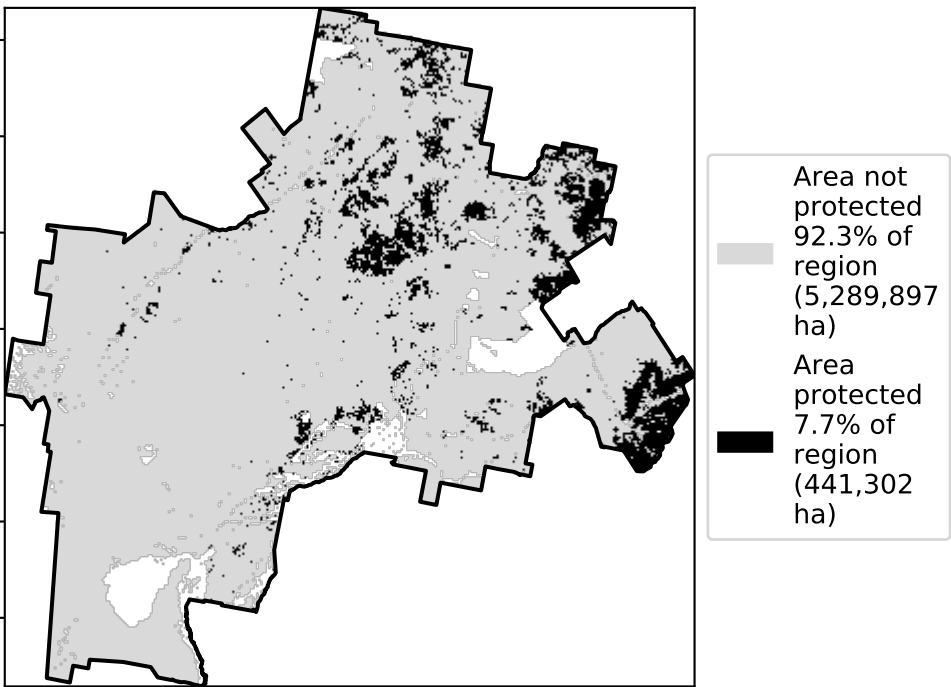 Area not
protected
92.3% of
region
(5,289,897
ha)
Area
protected
7.7% of
region
(441,302
ha)